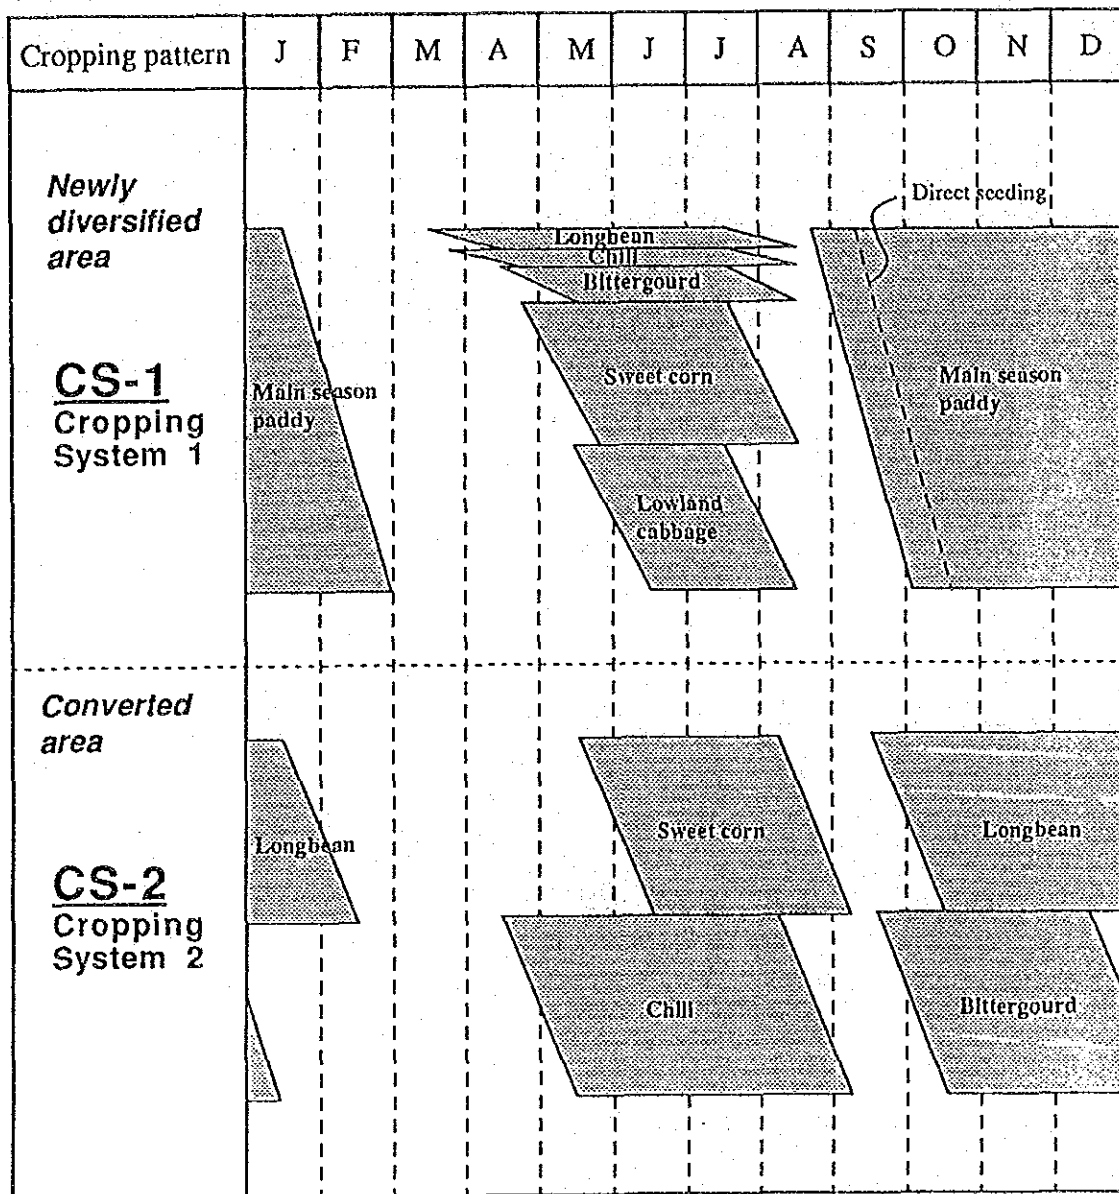 Cropping pattern J F M A M J J A S O N D
Newly
diversified
area
Direct seeding
Longbean
Chili
Bittergourd
CS-1
Cropping
System 1
Main season
paddy
Sweet corn
Main season
paddy
Lowland
cabbage
Converted
area
CS-2
Cropping
System 2
Longbean
Sweet corn
Longbean
Chili
Bittergourd